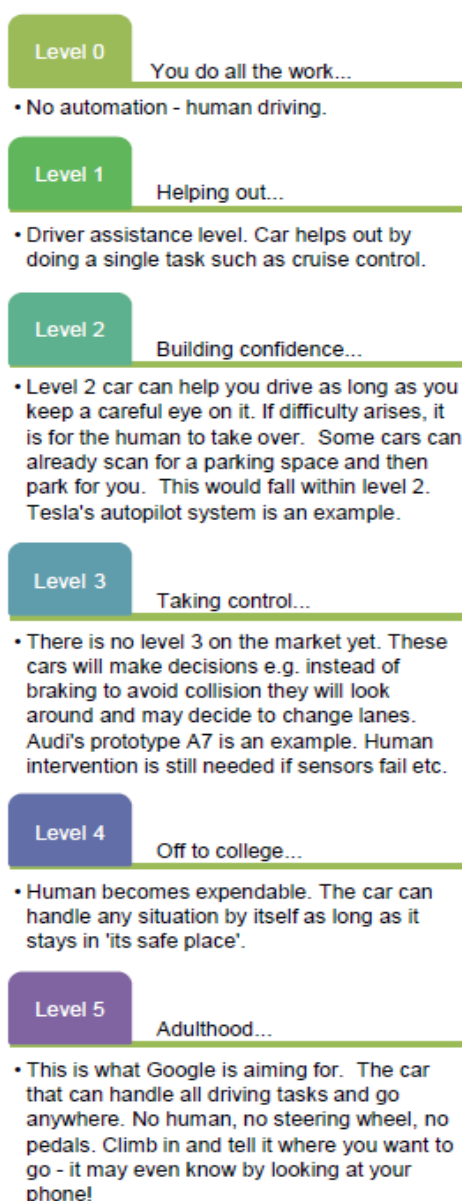 Level 0
You do all the work...
• No automation - human driving.
Level 1
Helping out...
• Driver assistance level. Car helps out by
doing a single task such as cruise control.
Level 2
Building confidence...
• Level 2 car can help you drive as long as you
keep a careful eye on it. If difficulty arises, it
is for the human to take over.  Some cars can
already scan for a parking space and then
park for you.  This would fall within level 2.
Tesla's autopilot system is an example.
Level 3
Taking control...
• There is no level 3 on the market yet. These
cars will make decisions e.g. instead of
braking to avoid collision they will look
around and may decide to change lanes.
Audi's prototype A7 is an example. Human
intervention is still needed if sensors fail etc.
Level 4
Off to college...
• Human becomes expendable. The car can
handle any situation by itself as long as it
stays in 'its safe place'.
Level 5
Adulthood...
• This is what Google is aiming for.  The car
that can handle all driving tasks and go
anywhere. No human, no steering wheel, no
pedals. Climb in and tell it where you want to
go - it may even know by looking at your
phone!